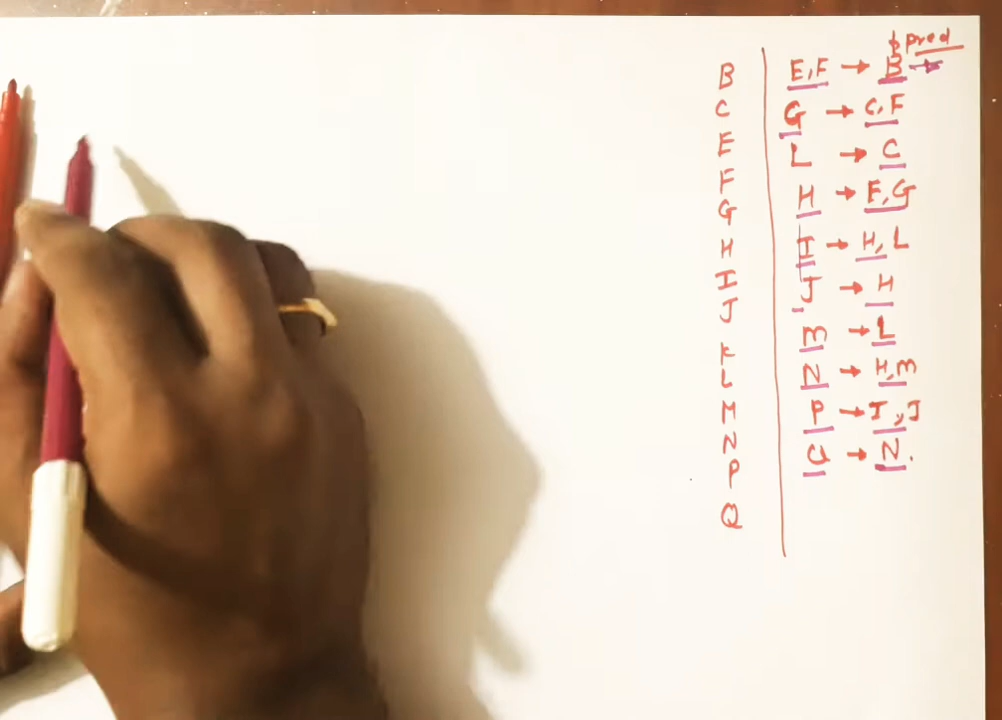 Pred
B
C
E
F
G
H
I
J
K
L
M
N
P
Q
E,F → B →
G → C,F
L → C
H → F,G
I → H,L
J → H
M → L
N → H,M
P → I,J
N.